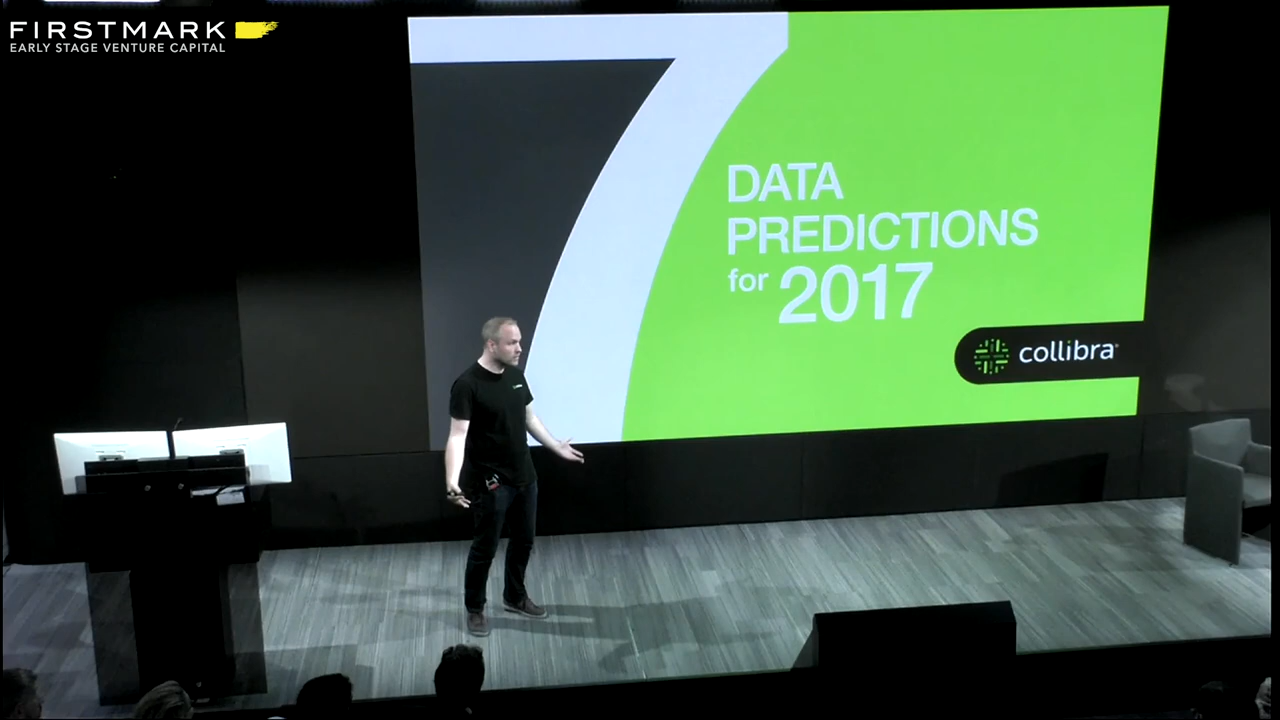 FIRSTMARK
EARLY STAGE VENTURE CAPITAL
7
DATA
PREDICTIONS
for 2017
collibra